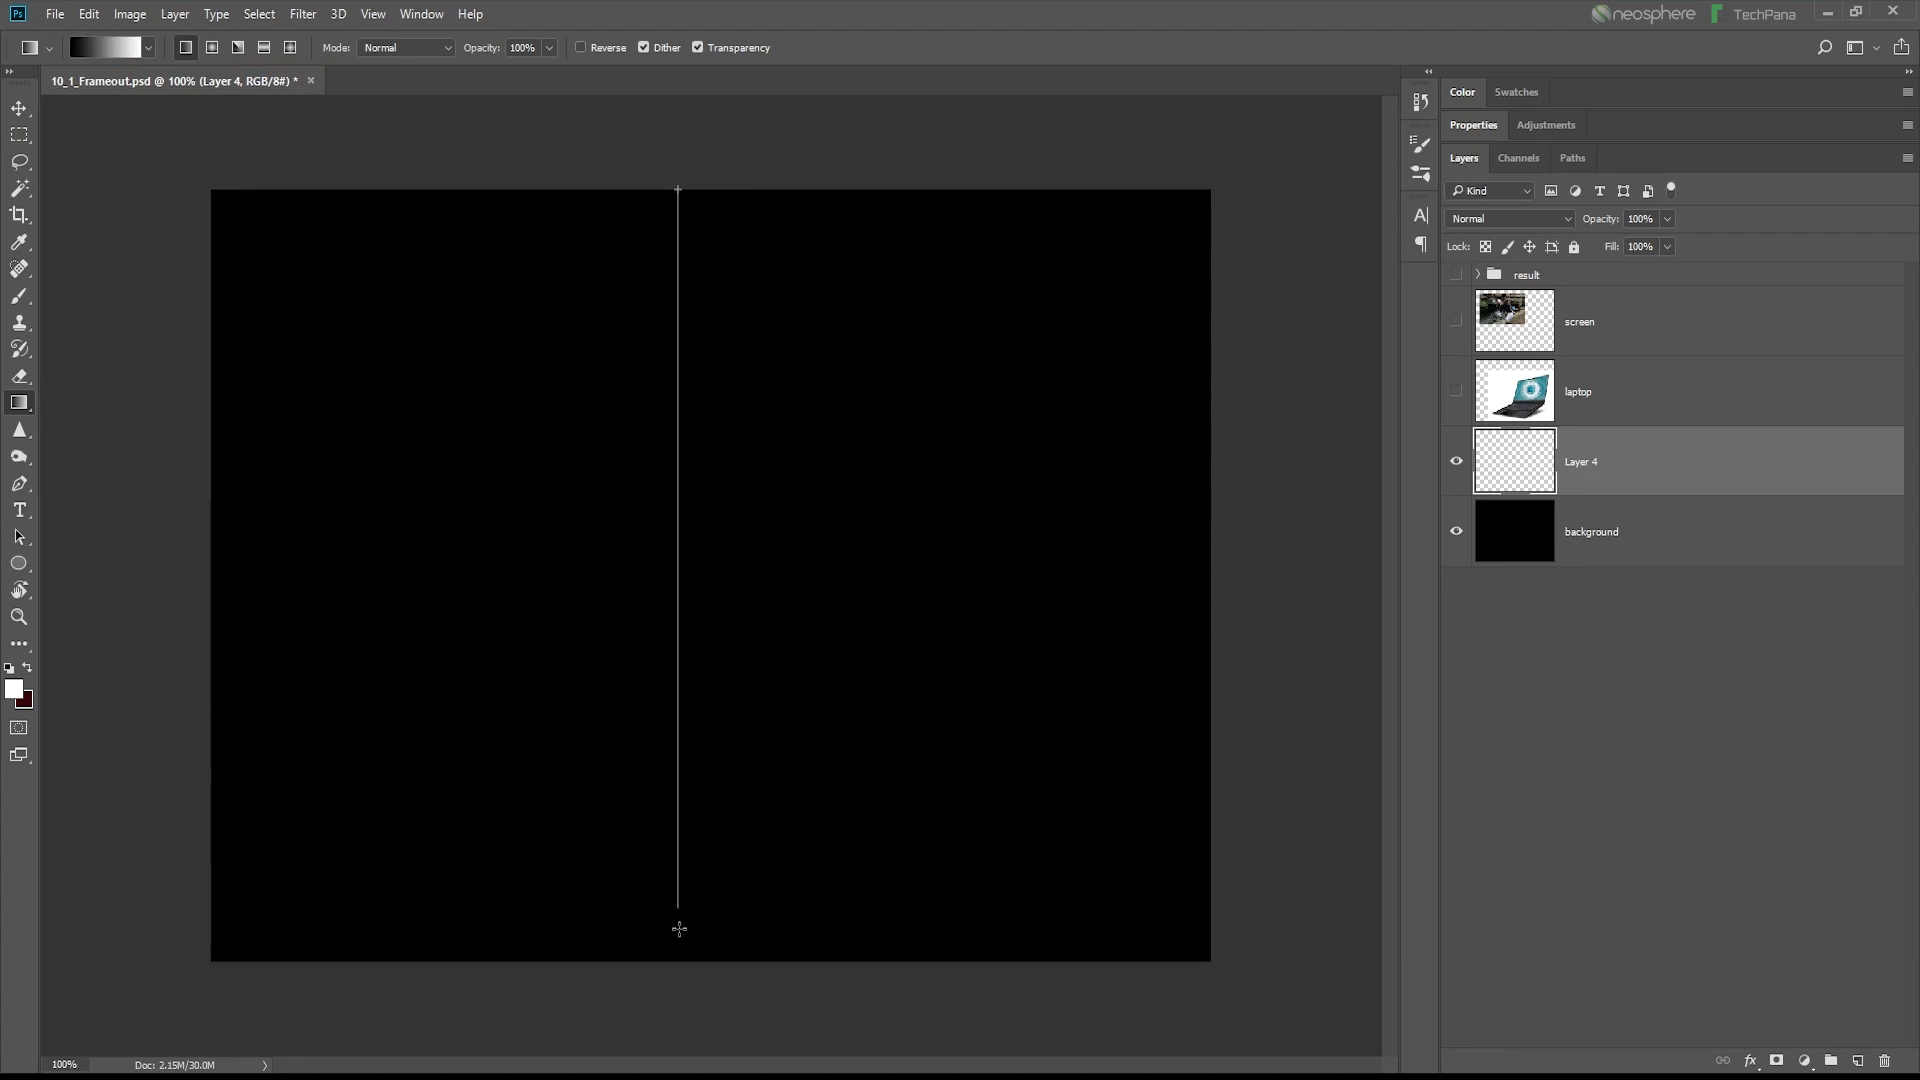 Ps File Edit Image Layer Type Select Filter 3D View Window Help
neosphere TechPana
Mode: Normal Opacity: 100% Reverse Dither Transparency
10_1_Frameout.psd @ 100% (Layer 4, RGB/8#) *
Color Swatches
Properties Adjustments
Layers Channels Paths
Kind
Normal Opacity: 100%
Lock: Fill: 100%
result
screen
laptop
Layer 4
background
100% Doc: 2.15M/30.0M